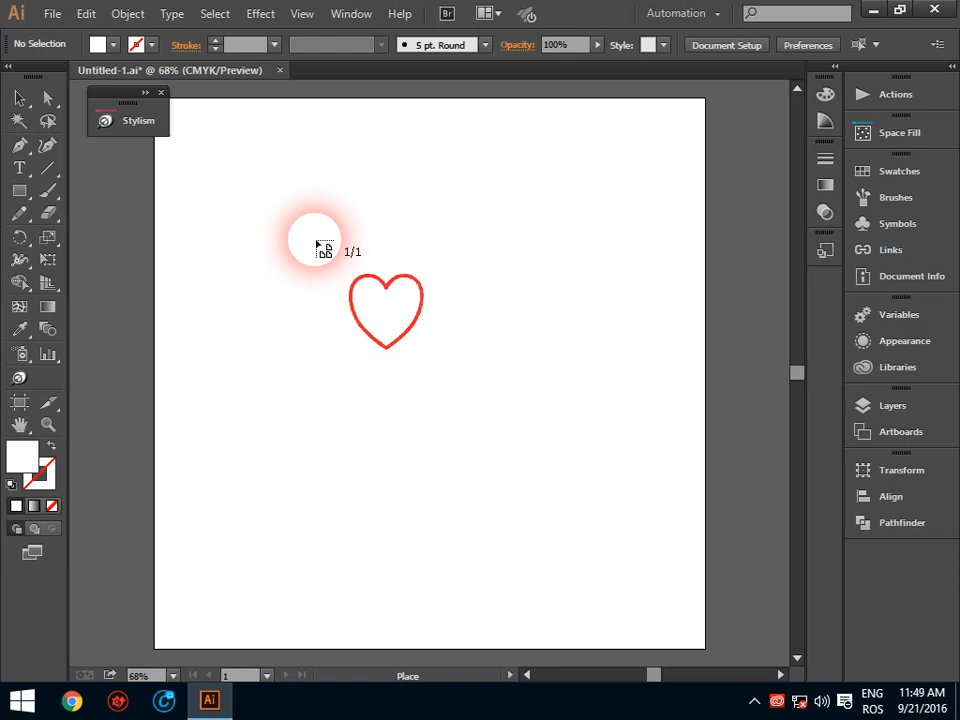 Ai File Edit Object Type Select Effect View Window Help Br Automation
No Selection Stroke: 5 pt. Round Opacity: 100% Style: Document Setup Preferences
Untitled-1.ai* @ 68% (CMYK/Preview)
Stylism
1/1
Actions
Space Fill
Swatches
Brushes
Symbols
Links
Document Info
Variables
Appearance
Libraries
Layers
Artboards
Transform
Align
Pathfinder
68% 1 Place
Ai ENG 11:49 AM
ROS 9/21/2016